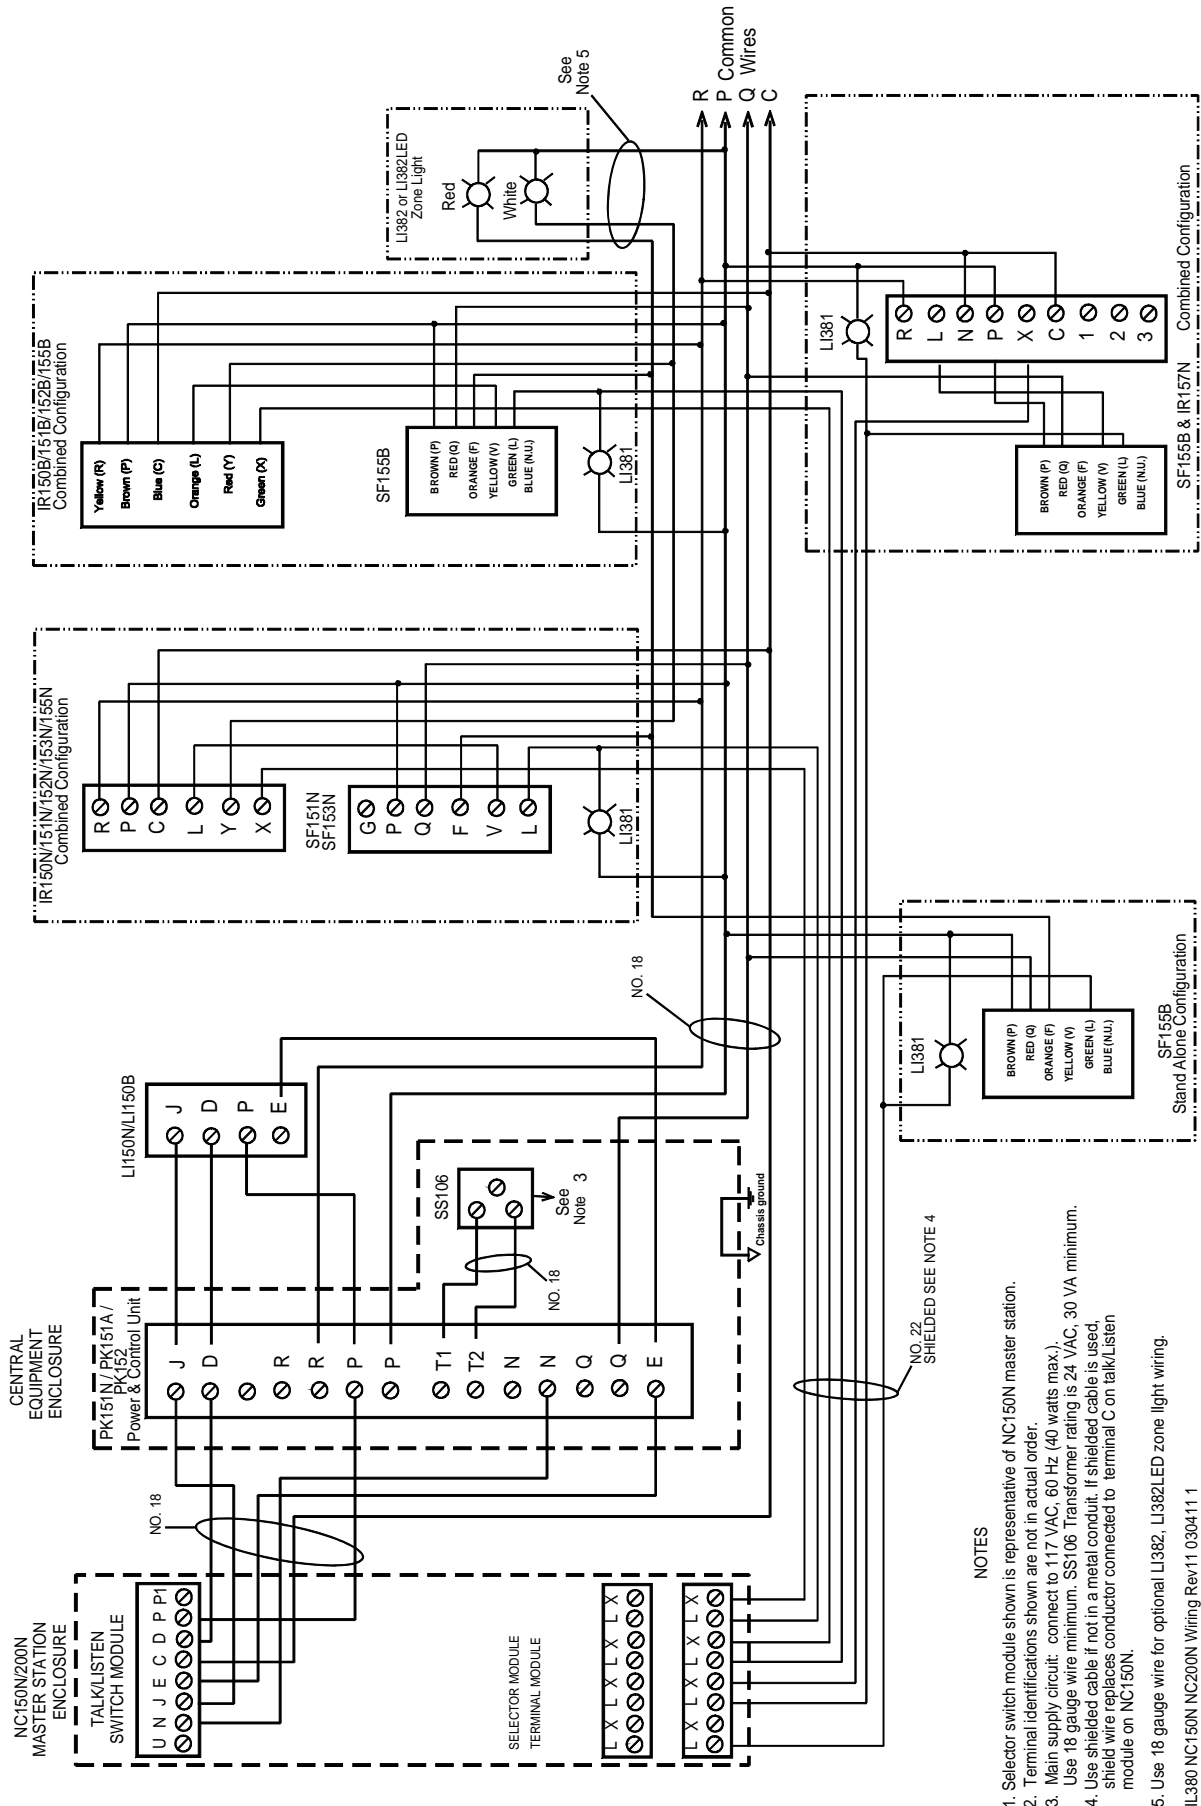 NC150N/200N
MASTER STATION
ENCLOSURE
TALK/LISTEN
SWITCH MODULE
U N J E C D P P1
SELECTOR MODULE
TERMINAL MODULE
L X L X L X L X
L X L X L X L X
NO. 18
CENTRAL
EQUIPMENT
ENCLOSURE
PK151N / PK151A /
PK152
Power & Control Unit
J
D
R
R
P
P
T1
T2
N
N
Q
Q
E
LI150N/LI150B
J
D
P
E
SS106
See
Note 3
NO. 18
Chassis ground
NO. 22
SHIELDED SEE NOTE 4
NO. 18
IR150N/151N/152N/153N/155N
Combined Configuration
R
P
C
L
Y
X
SF151N
SF153N
G
P
Q
F
V
L
LI381
IR150B/151B/152B/155B
Combined Configuration
Yellow (R)
Brown (P)
Blue (C)
Orange (L)
Red (Y)
Green (X)
SF155B
BROWN (P)
RED (Q)
ORANGE (F)
YELLOW (V)
GREEN (L)
BLUE (N.U.)
LI381
LI382 or LI382LED
Zone Light
Red
White
See
Note 5
R
P
Q
C
Common
Wires
LI381
BROWN (P)
RED (Q)
ORANGE (F)
YELLOW (V)
GREEN (L)
BLUE (N.U.)
SF155B
Stand Alone Configuration
LI381
R
L
N
P
X
C
1
2
3
BROWN (P)
RED (Q)
ORANGE (F)
YELLOW (V)
GREEN (L)
BLUE (N.U.)
SF155B & IR157N Combined Configuration
NOTES
1. Selector switch module shown is representative of NC150N master station.
2. Terminal identifications shown are not in actual order.
3. Main supply circuit: connect to 117 VAC, 60 Hz (40 watts max.).
Use 18 gauge wire minimum. SS106 Transformer rating is 24 VAC, 30 VA minimum.
4. Use shielded cable if not in a metal conduit. If shielded cable is used,
shield wire replaces conductor connected to terminal C on talk/Listen
module on NC150N.
5. Use 18 gauge wire for optional LI382, LI382LED zone light wiring.
IL380 NC150N NC200N Wiring Rev11 030411 1